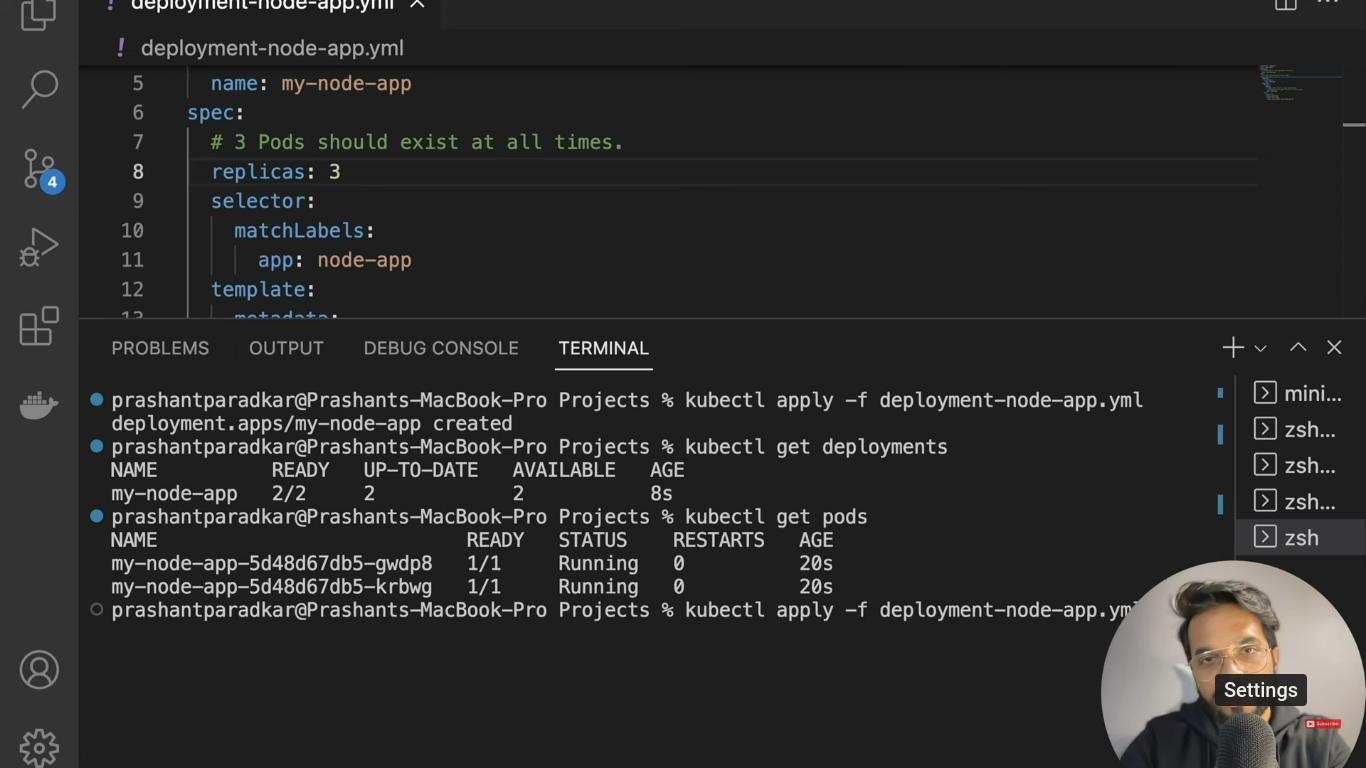 deployment-node-app.yml
deployment-node-app.yml
5 name: my-node-app
6 spec:
7 # 3 Pods should exist at all times.
8 replicas: 3
9 selector:
10 matchLabels:
11 app: node-app
12 template:
13 metadata:
4
PROBLEMS OUTPUT DEBUG CONSOLE TERMINAL
prashantparadkar@Prashants-MacBook-Pro Projects % kubectl apply -f deployment-node-app.yml
deployment.apps/my-node-app created
prashantparadkar@Prashants-MacBook-Pro Projects % kubectl get deployments
NAME READY UP-TO-DATE AVAILABLE AGE
my-node-app 2/2 2 2 8s
prashantparadkar@Prashants-MacBook-Pro Projects % kubectl get pods
NAME READY STATUS RESTARTS AGE
my-node-app-5d48d67db5-gwdp8 1/1 Running 0 20s
my-node-app-5d48d67db5-krbwg 1/1 Running 0 20s
prashantparadkar@Prashants-MacBook-Pro Projects % kubectl apply -f deployment-node-app.yml
mini...
zsh...
zsh...
zsh...
zsh
Settings
Subscribe